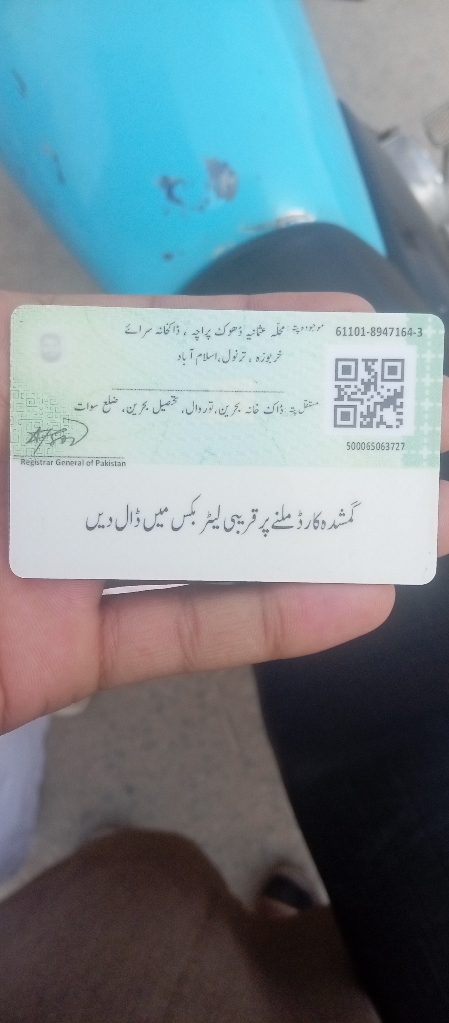 موجودہ پتہ: محلہ عثمانیہ ڈھوک پراچہ ، ڈاکخانہ سرائے
61101-8947164-3
خربوزہ ، ترنول، اسلام آباد
مستقل پتہ: ڈاک خانہ بحرین، توروال، تحصیل بحرین، ضلع سوات
500065063727
Registrar General of Pakistan
گمشدہ کارڈ ملنے پر قریبی لیٹر بکس میں ڈال دیں